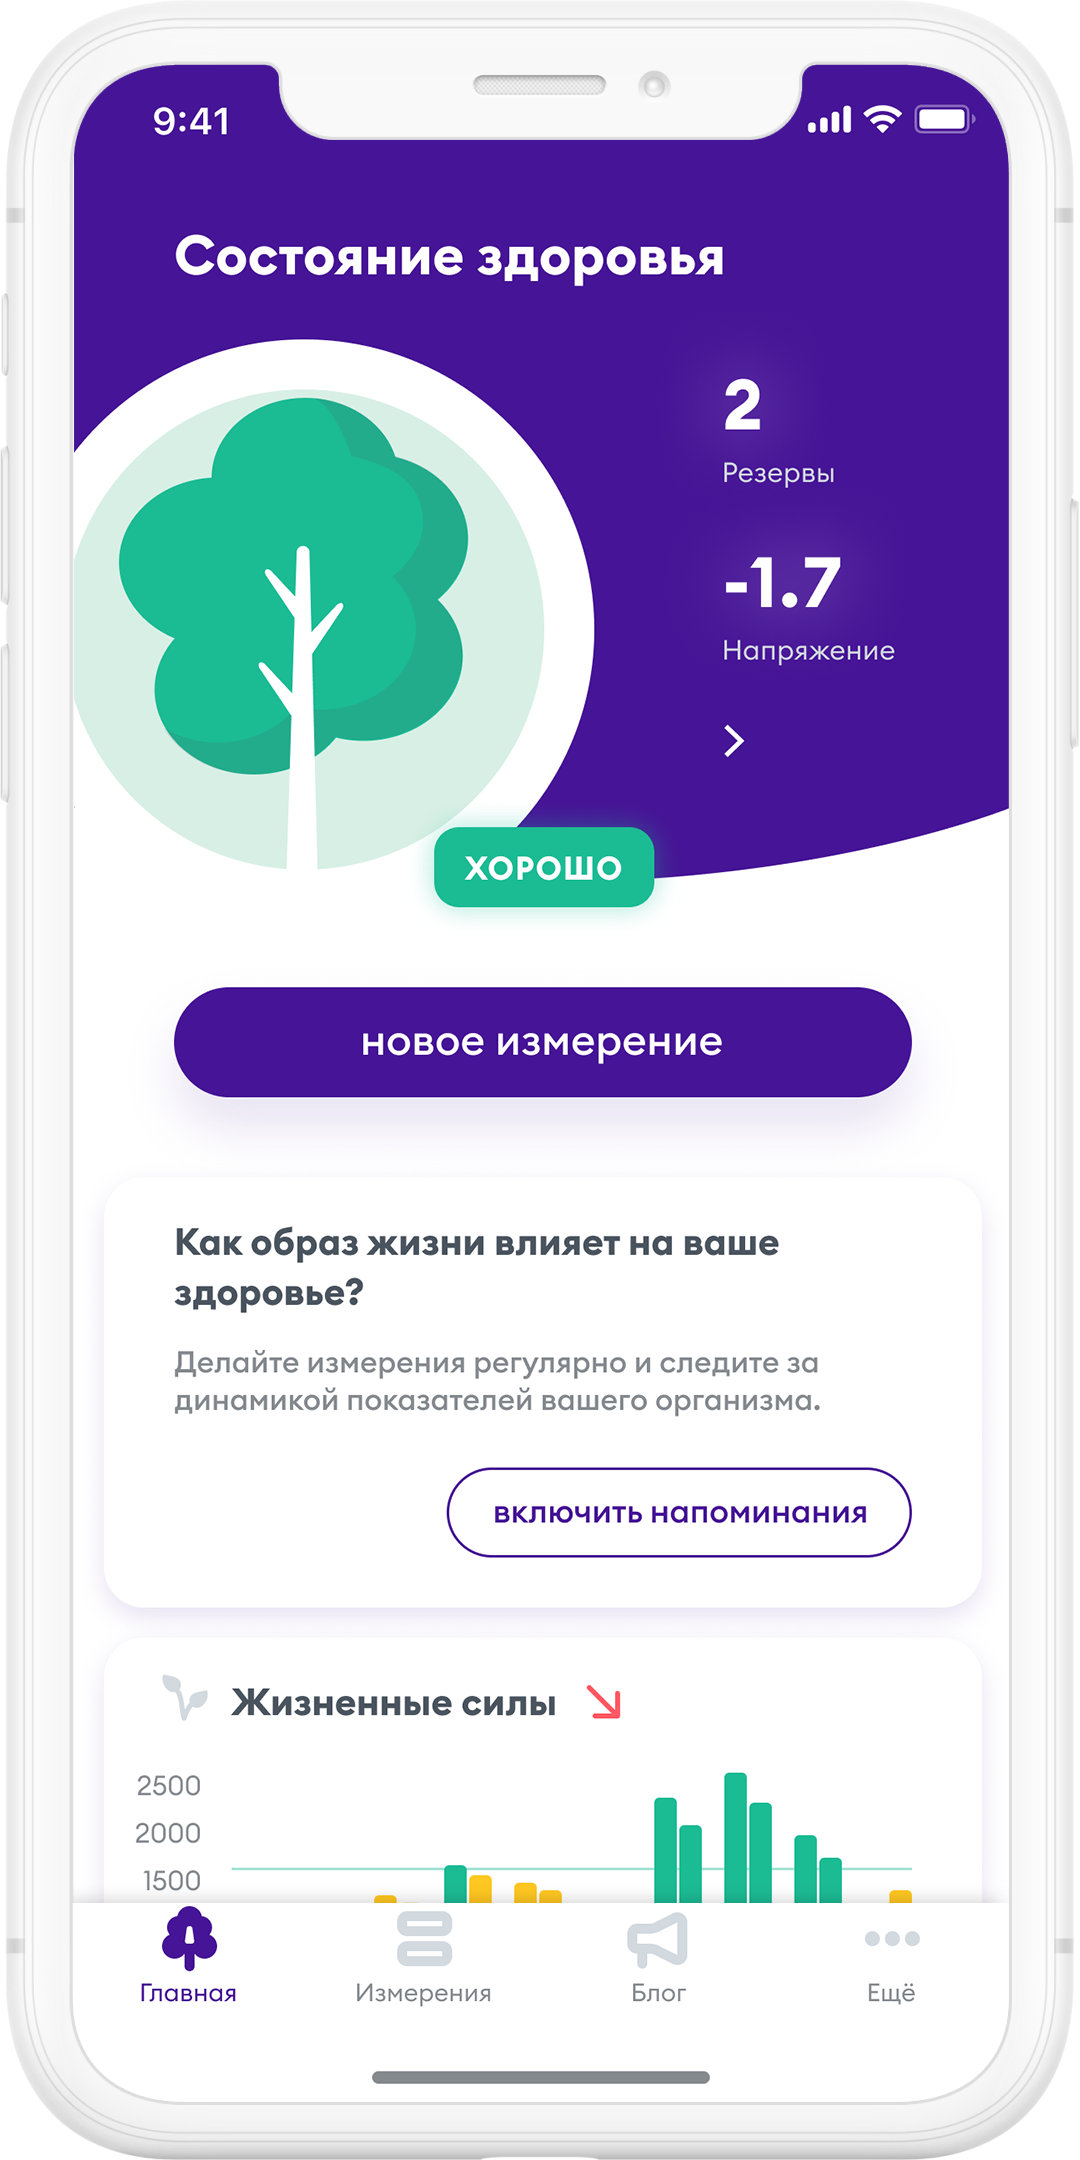 9:41
Состояние здоровья
2
Резервы
-1.7
Напряжение
ХОРОШО
новое измерение
Как образ жизни влияет на ваше
здоровье?
Делайте измерения регулярно и следите за
динамикой показателей вашего организма.
включить напоминания
Жизненные силы
2500
2000
1500
Главная
Измерения
Блог
Ещё